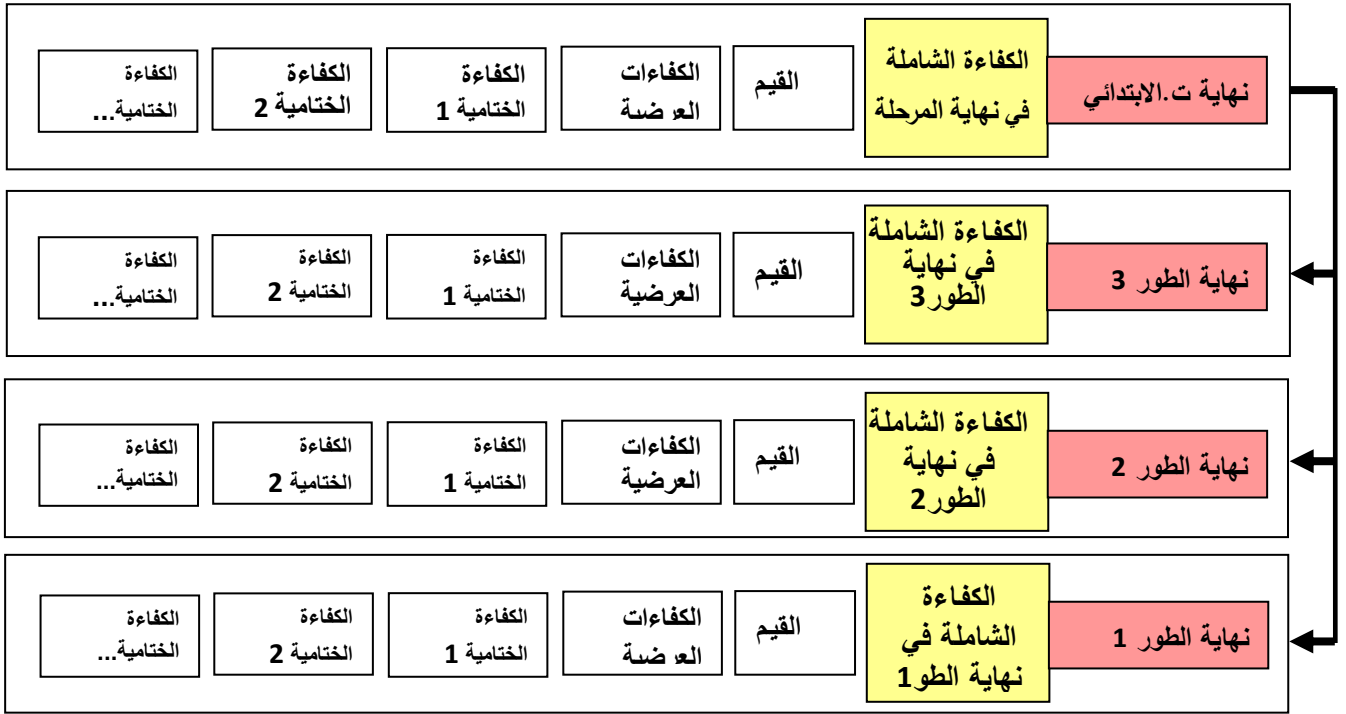 نهاية ت.الابتدائي
الكفاءة الشاملة
في نهاية المرحلة
القيم
الكفاءات
العرضية
الكفاءة
الختامية 1
الكفاءة
الختامية 2
الكفاءة
الختامية...
نهاية الطور 3
الكفاءة الشاملة
في نهاية
الطور3
القيم
الكفاءات
العرضية
الكفاءة
الختامية 1
الكفاءة
الختامية 2
الكفاءة
الختامية...
نهاية الطور 2
الكفاءة الشاملة
في نهاية
الطور2
القيم
الكفاءات
العرضية
الكفاءة
الختامية 1
الكفاءة
الختامية 2
الكفاءة
الختامية...
نهاية الطور 1
الكفاءة
الشاملة في
نهاية الطو1
القيم
الكفاءات
العرضية
الكفاءة
الختامية 1
الكفاءة
الختامية 2
الكفاءة
الختامية...